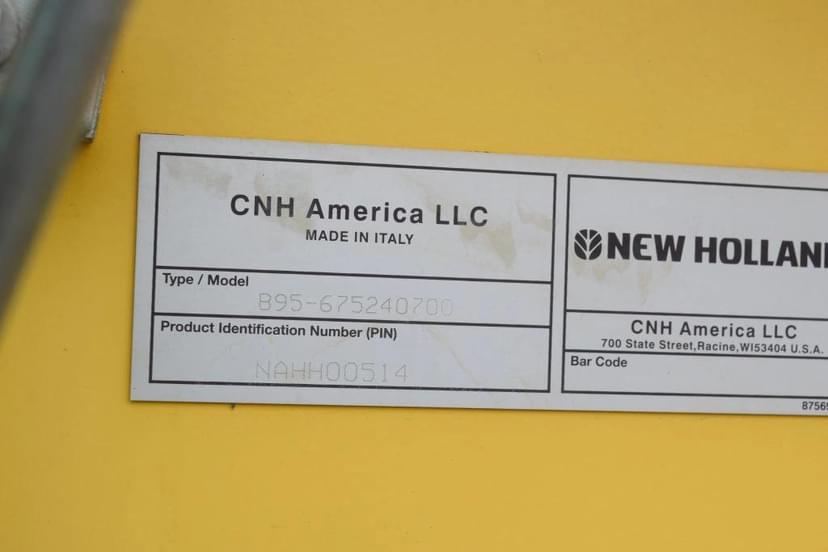 CNH America LLC
MADE IN ITALY
Type / Model
B95-675240700
Product Identification Number (PIN)
NAHH00514
NEW HOLLAN
CNH America LLC
700 State Street,Racine,WI53404 U.S.A.
Bar Code
8756